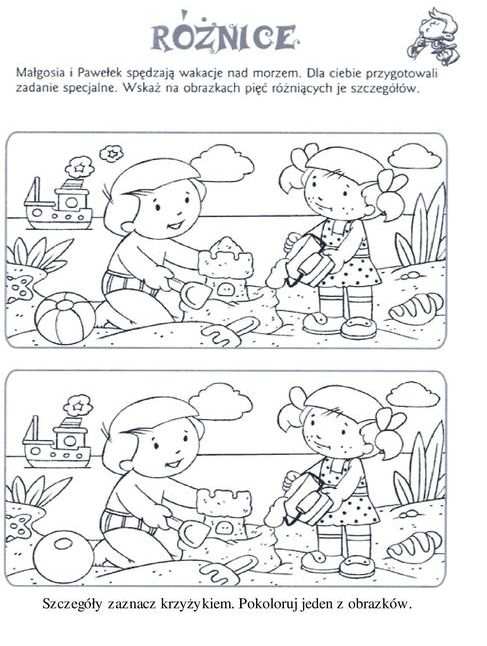 RÓŻNICE
Małgosia i Pawełek spędzają wakacje nad morzem. Dla ciebie przygotowali
zadanie specjalne. Wskaż na obrazkach pięć różniących je szczegółów.
Szczegóły zaznacz krzyżykiem. Pokoloruj jeden z obrazków.